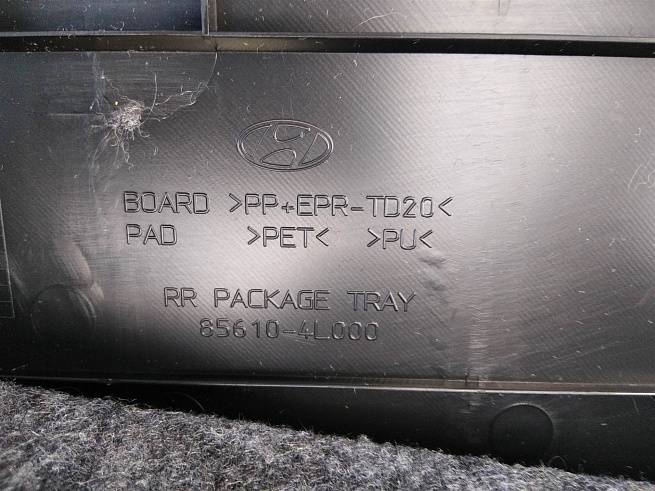 BOARD >PP+EPR-TD20<
PAD >PET< >PU<
RR PACKAGE TRAY
85610-4L000